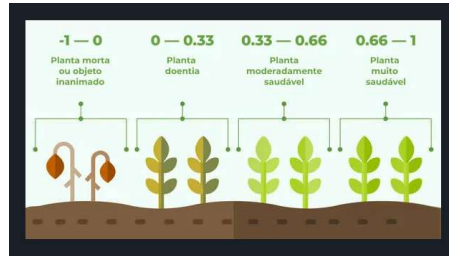 -1 — 0
Planta morta
ou objeto
inanimado
0 — 0.33
Planta
doentia
0.33 — 0.66
Planta
moderadamente
saudável
0.66 — 1
Planta
muito
saudável